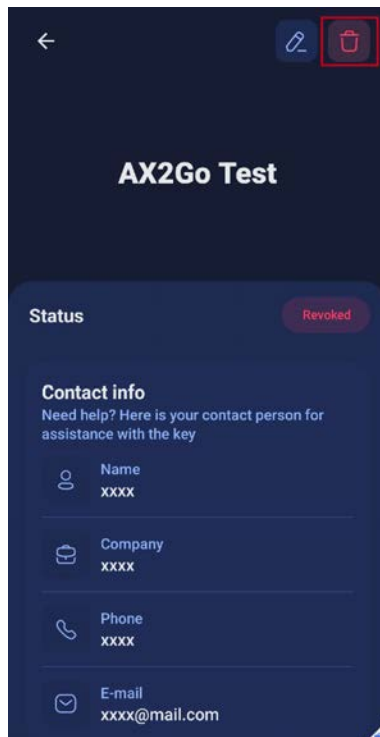 AX2Go Test
Status
Revoked
Contact info
Need help? Here is your contact person for
assistance with the key
Name
xxxx
Company
xxxx
Phone
xxxx
E-mail
xxxx@mail.com